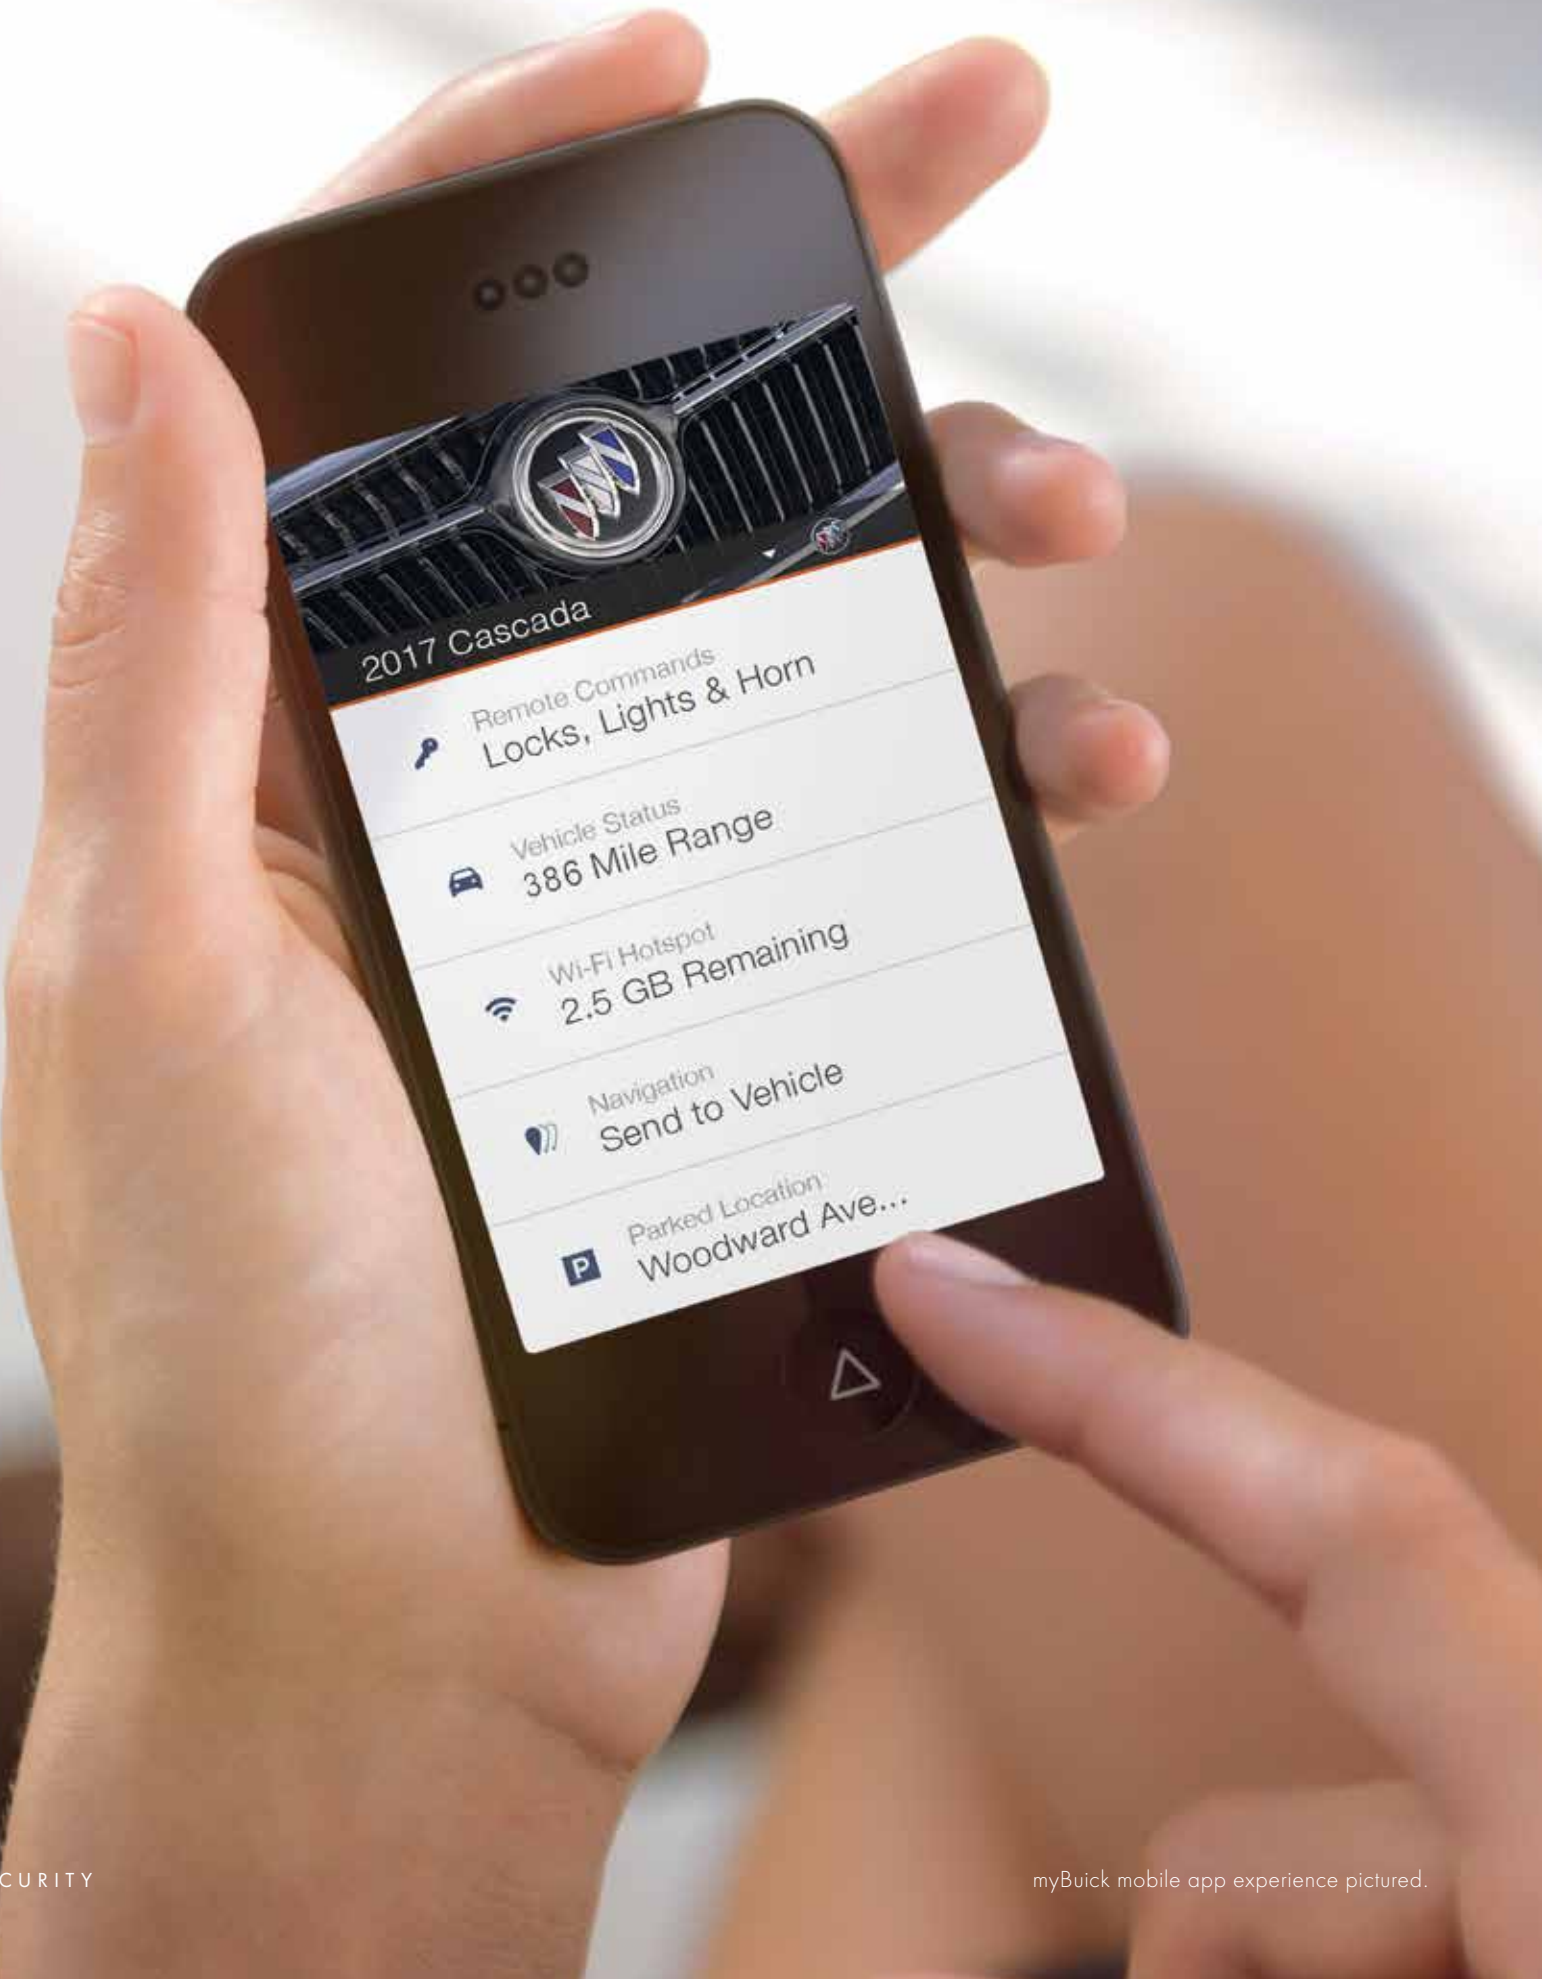 2017 Cascada
Remote Commands
Locks, Lights & Horn
Vehicle Status
386 Mile Range
Wi-Fi Hotspot
2.5 GB Remaining
Navigation
Send to Vehicle
P
Parked Location
Woodward Ave...
CURITY
myBuick mobile app experience pictured.